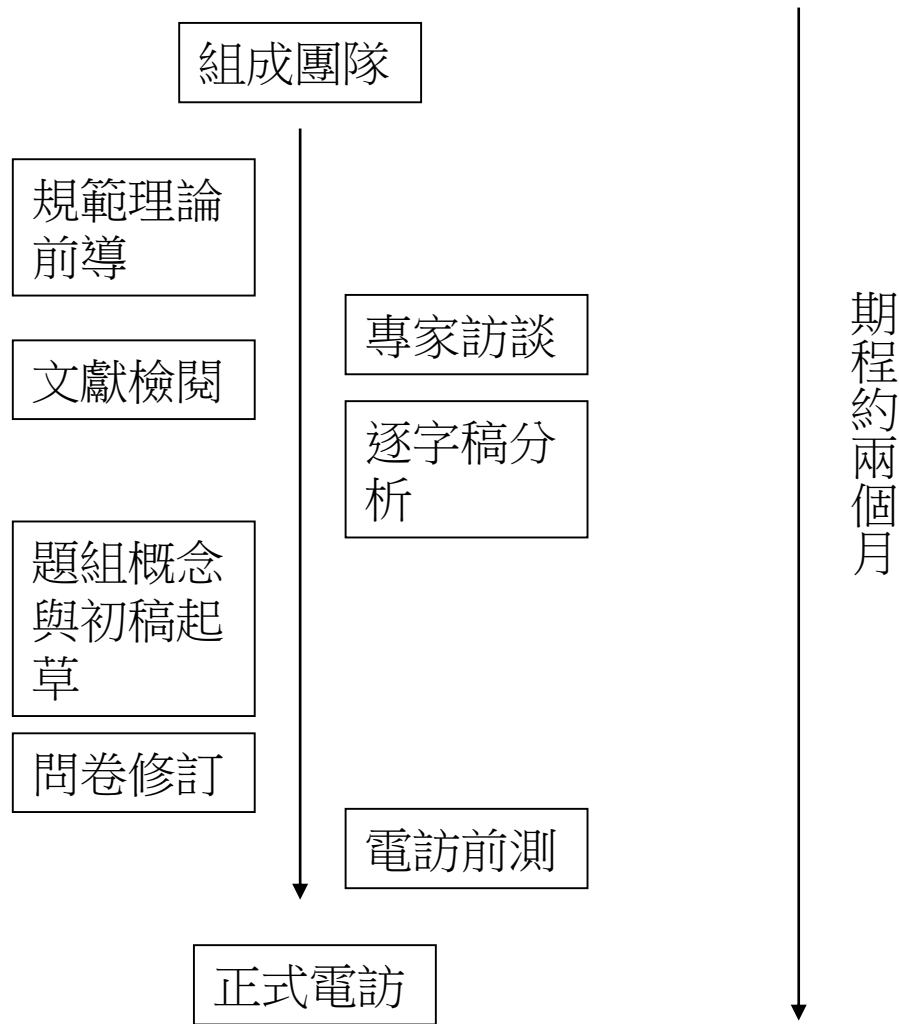 組成團隊
規範理論
前導
專家訪談
文獻檢閱
逐字稿分
析
題組概念
與初稿起
草
問卷修訂
電訪前測
正式電訪
期程約兩個月